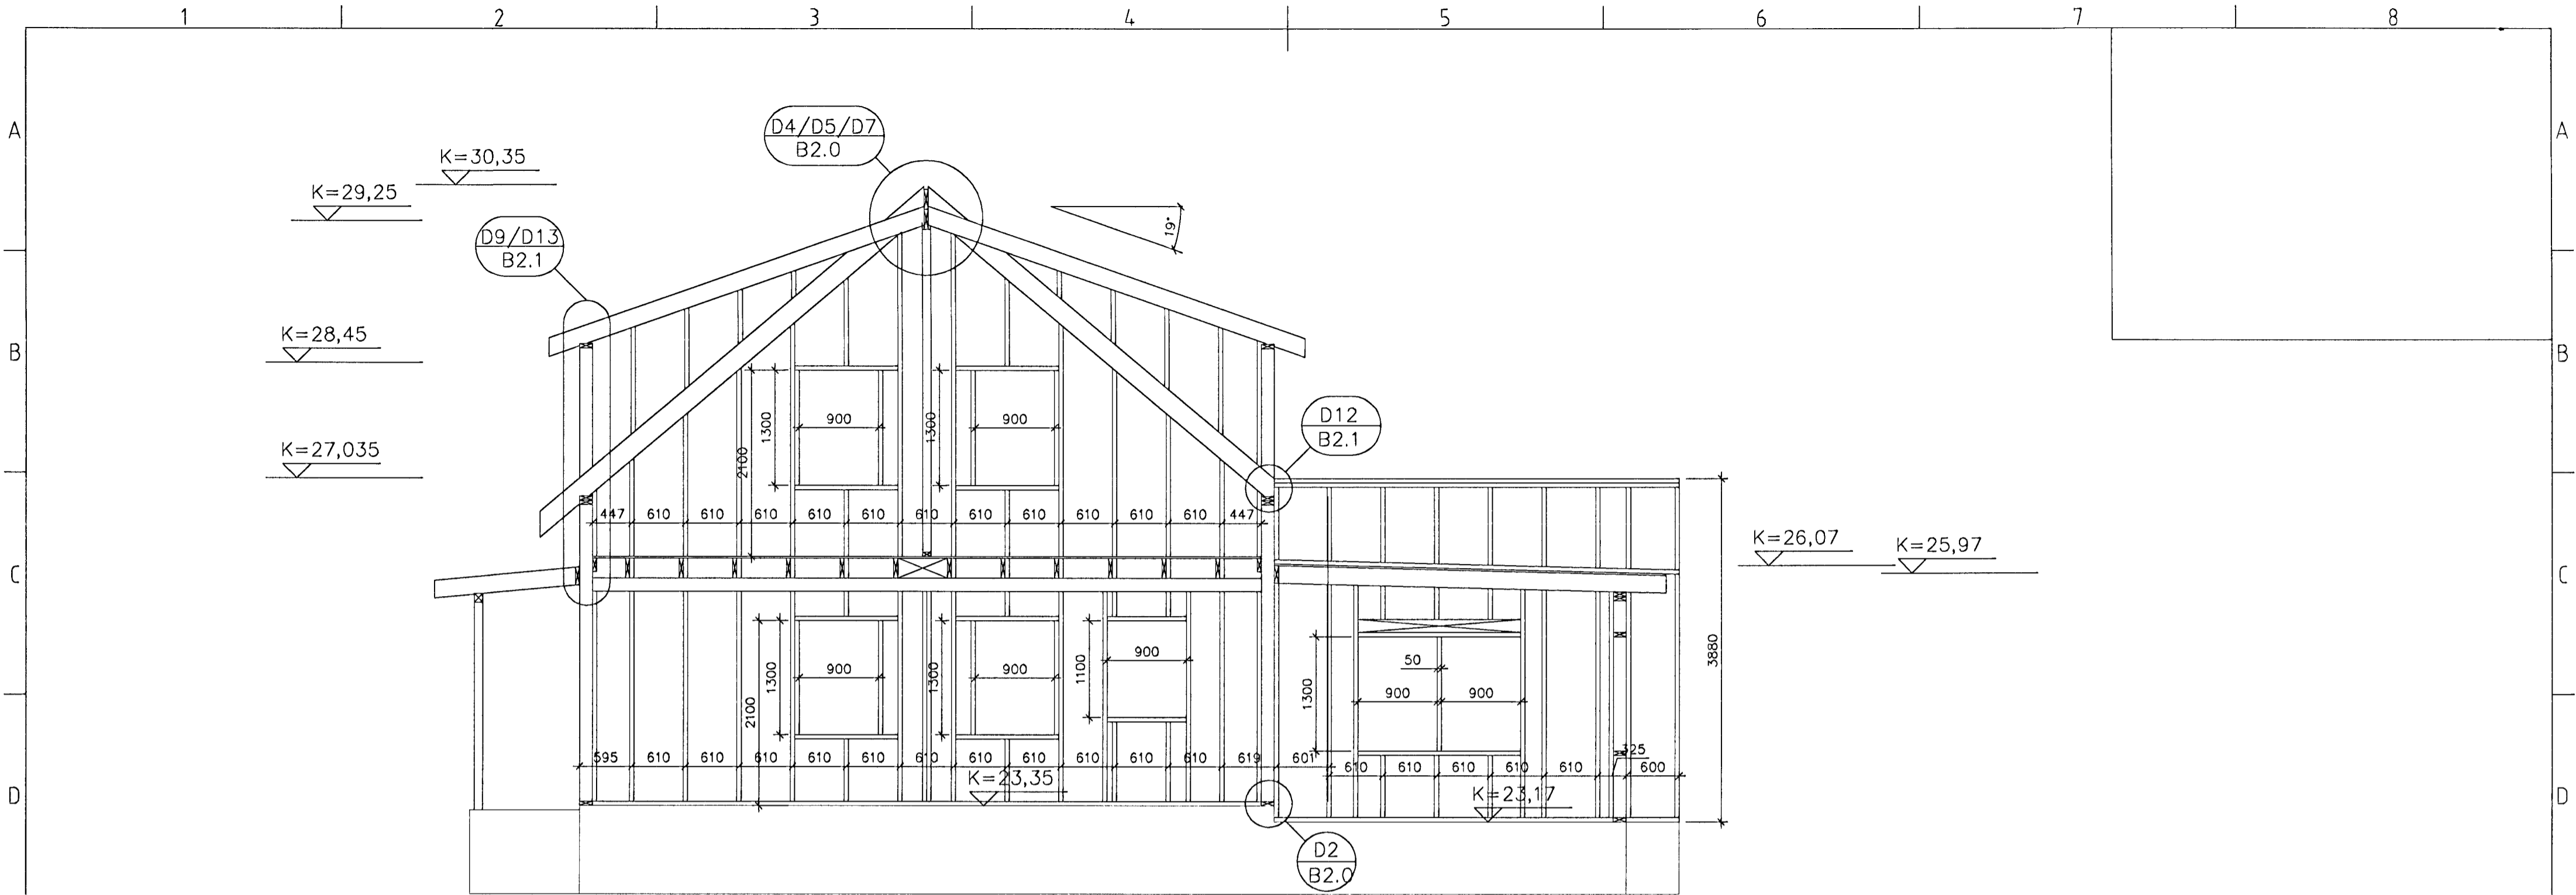 1 2 3 4 5 6 7 8
A A
D4/D5/D7
B2.0
K=30,35
K=29,25
19°
D9/D13
B2.1
K=28,45
B B
1300 900 1300 900
2100
D12
B2.1
K=27,035
447 610 610 610 610 610 610 610 610 610 610 610 447
K=26,07 K=25,97
C C
900
50
3880
1300 900 1300 900 1100
1300 900 900
2100
325
595 610 610 610 610 610 610 610 610 610 610 610 619 601
610 610 610 610 610 600
K=23,35
K=23,17
D D
D2
B2.0